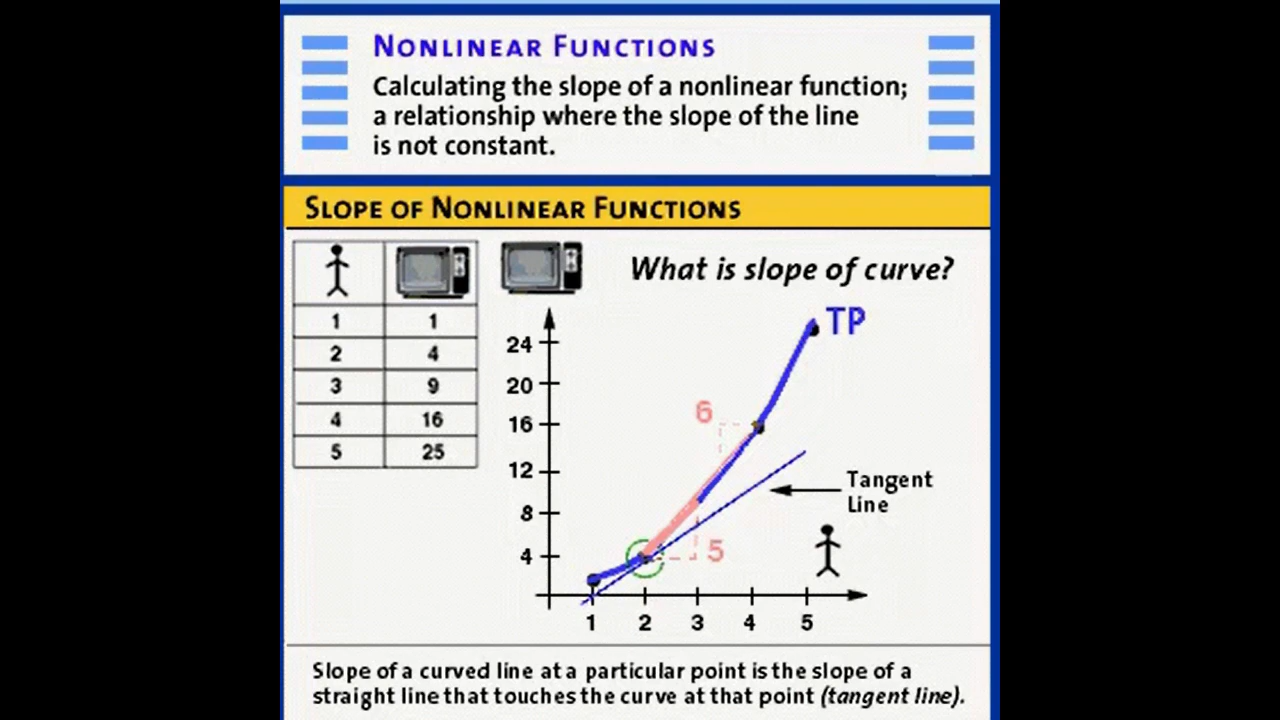 NONLINEAR FUNCTIONS
Calculating the slope of a nonlinear function;
a relationship where the slope of the line
is not constant.
SLOPE OF NONLINEAR FUNCTIONS
1 1
2 4
3 9
4 16
5 25
What is slope of curve?
TP
24
20
16
12
8
4
6
5
Tangent
Line
1 2 3 4 5
Slope of a curved line at a particular point is the slope of a
straight line that touches the curve at that point (tangent line).